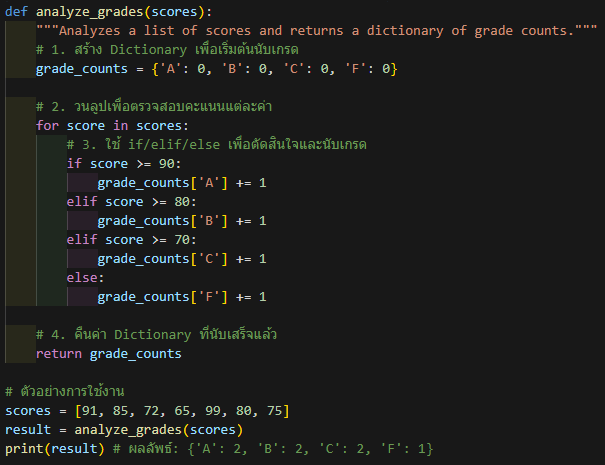 def analyze_grades(scores):
    """Analyzes a list of scores and returns a dictionary of grade counts."""
    # 1. สร้าง Dictionary เพื่อเริ่มต้นนับเกรด
    grade_counts = {'A': 0, 'B': 0, 'C': 0, 'F': 0}

    # 2. วนลูปเพื่อตรวจสอบคะแนนแต่ละค่า
    for score in scores:
        # 3. ใช้ if/elif/else เพื่อตัดสินใจและนับเกรด
        if score >= 90:
            grade_counts['A'] += 1
        elif score >= 80:
            grade_counts['B'] += 1
        elif score >= 70:
            grade_counts['C'] += 1
        else:
            grade_counts['F'] += 1

    # 4. คืนค่า Dictionary ที่นับเสร็จแล้ว
    return grade_counts

# ตัวอย่างการใช้งาน
scores = [91, 85, 72, 65, 99, 80, 75]
result = analyze_grades(scores)
print(result) # ผลลัพธ์: {'A': 2, 'B': 2, 'C': 2, 'F': 1}